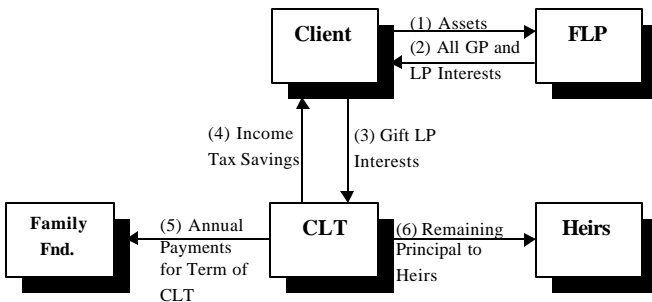 Client
(1) Assets
FLP
(2) All GP and
LP Interests
(4) Income
Tax Savings
(3) Gift LP
Interests
Family
Fnd.
(5) Annual
Payments
for Term of
CLT
CLT
(6) Remaining
Principal to
Heirs
Heirs